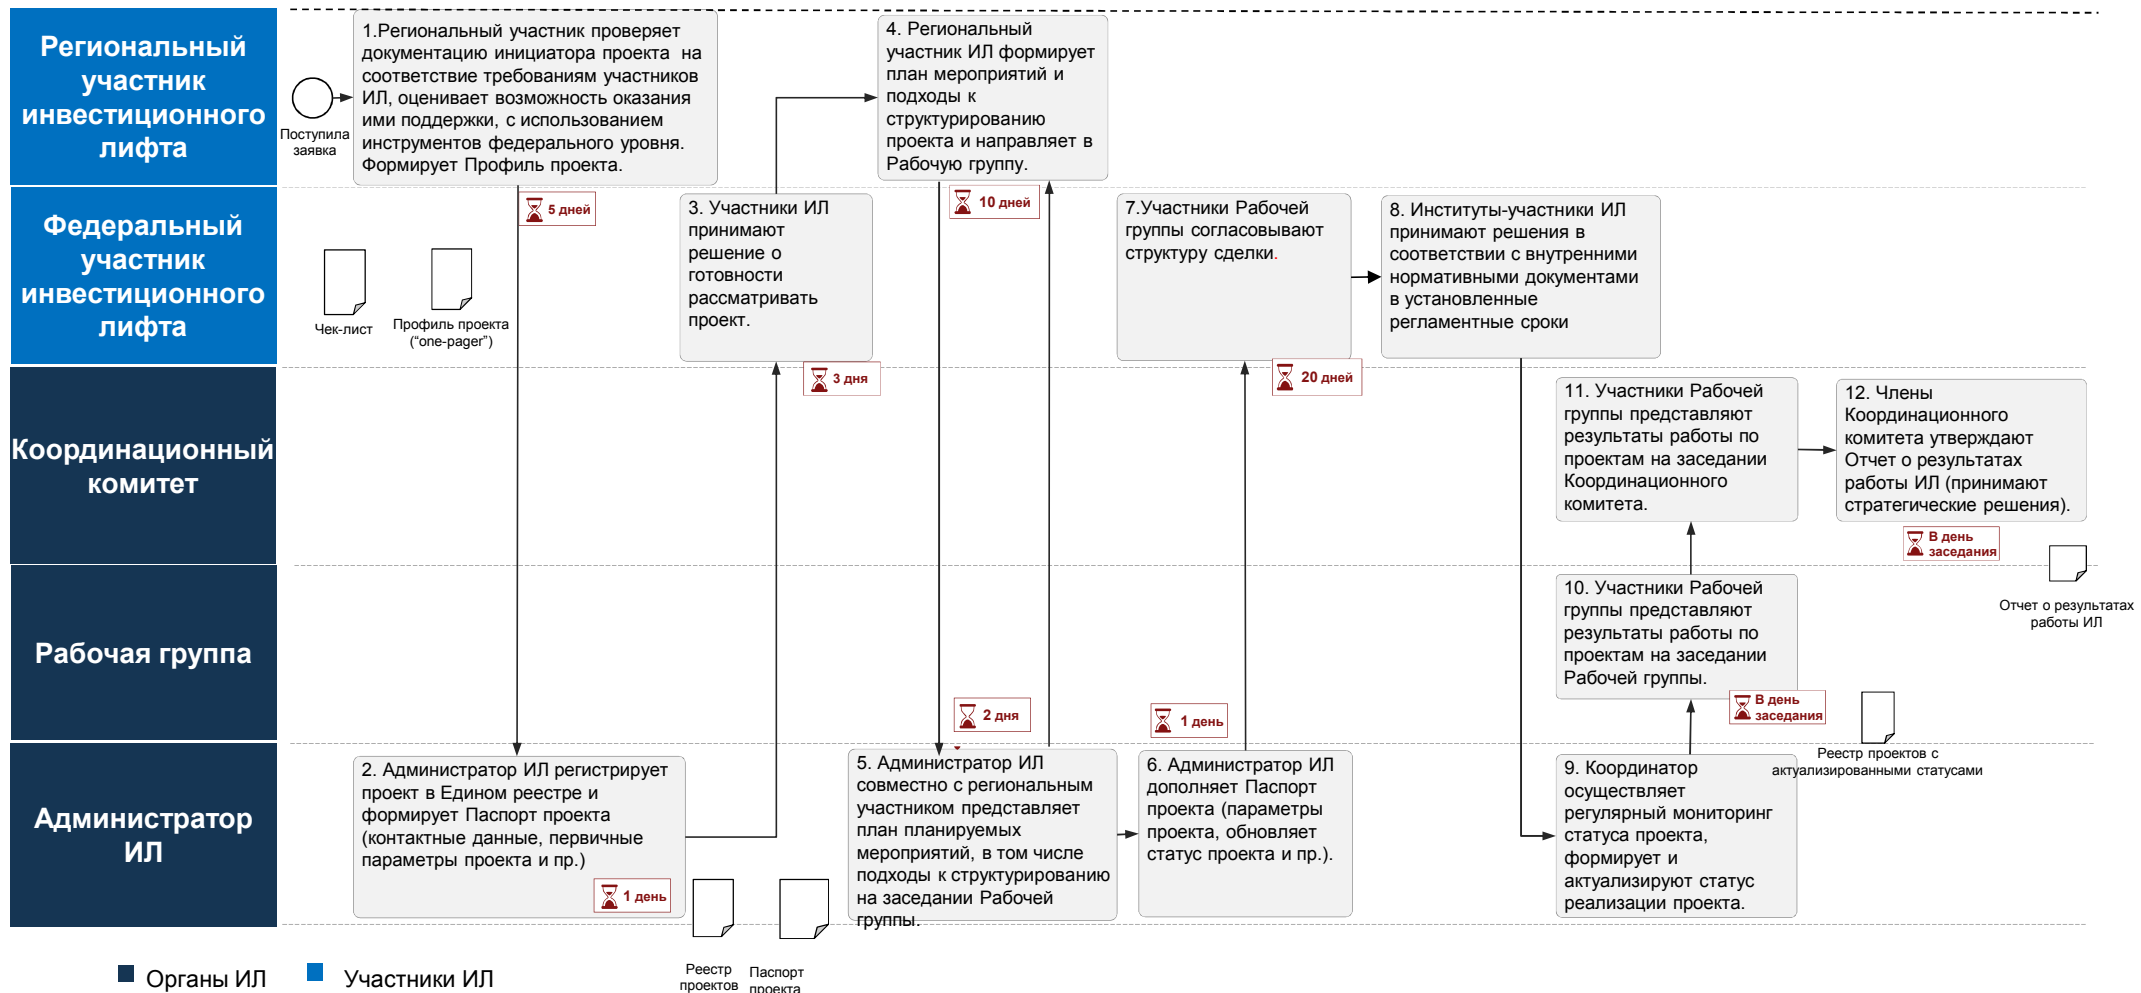 Региональный
участник
инвестиционного
лифта
Поступила
заявка
1.Региональный участник проверяет
документацию инициатора проекта на
соответствие требованиям участников
ИЛ, оценивает возможность оказания
ими поддержки, с использованием
инструментов федерального уровня.
Формирует Профиль проекта.
5 дней
4. Региональный
участник ИЛ формирует
план мероприятий и
подходы к
структурированию
проекта и направляет в
Рабочую группу.
10 дней
Федеральный
участник
инвестиционного
лифта
Чек-лист
Профиль проекта
(“one-pager”)
3. Участники ИЛ
принимают
решение о
готовности
рассматривать
проект.
3 дня
7.Участники Рабочей
группы согласовывают
структуру сделки.
20 дней
8. Институты-участники ИЛ
принимают решения в
соответствии с внутренними
нормативными документами
в установленные
регламентные сроки
Координационный
комитет
11. Участники Рабочей
группы представляют
результаты работы по
проектам на заседании
Координационного
комитета.
12. Члены
Координационного
комитета утверждают
Отчет о результатах
работы ИЛ (принимают
стратегические решения).
В день
заседания
Отчет о результатах
работы ИЛ
Рабочая группа
10. Участники Рабочей
группы представляют
результаты работы по
проектам на заседании
Рабочей группы.
В день
заседания
Реестр проектов с
актуализированными статусами
2 дня
1 день
Администратор
ИЛ
2. Администратор ИЛ регистрирует
проект в Едином реестре и
формирует Паспорт проекта
(контактные данные, первичные
параметры проекта и пр.)
1 день
Реестр
проектов
Паспорт
проекта
5. Администратор ИЛ
совместно с региональным
участником представляет
план планируемых
мероприятий, в том числе
подходы к структурированию
на заседании Рабочей
группы.
6. Администратор ИЛ
дополняет Паспорт
проекта (параметры
проекта, обновляет
статус проекта и пр.).
9. Координатор
осуществляет
регулярный мониторинг
статуса проекта,
формирует и
актуализируют статус
реализации проекта.
Органы ИЛ
Участники ИЛ